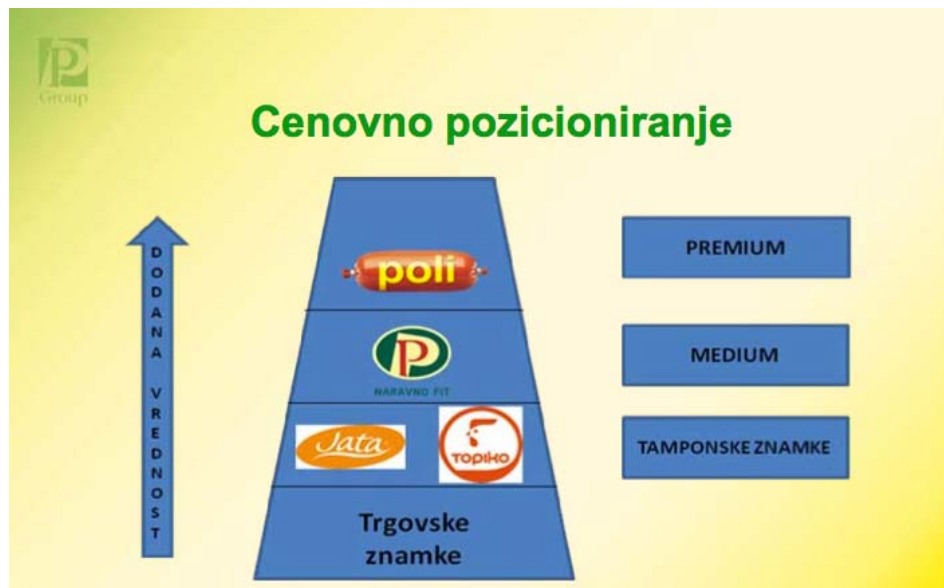 P
Group
Cenovno pozicioniranje
DODANA VREDNOST
poli
PREMIUM
P
NARAVNO FIT
MEDIUM
Jata
TOPIKO
TAMPONSKE ZNAMKE
Trgovske
znamke